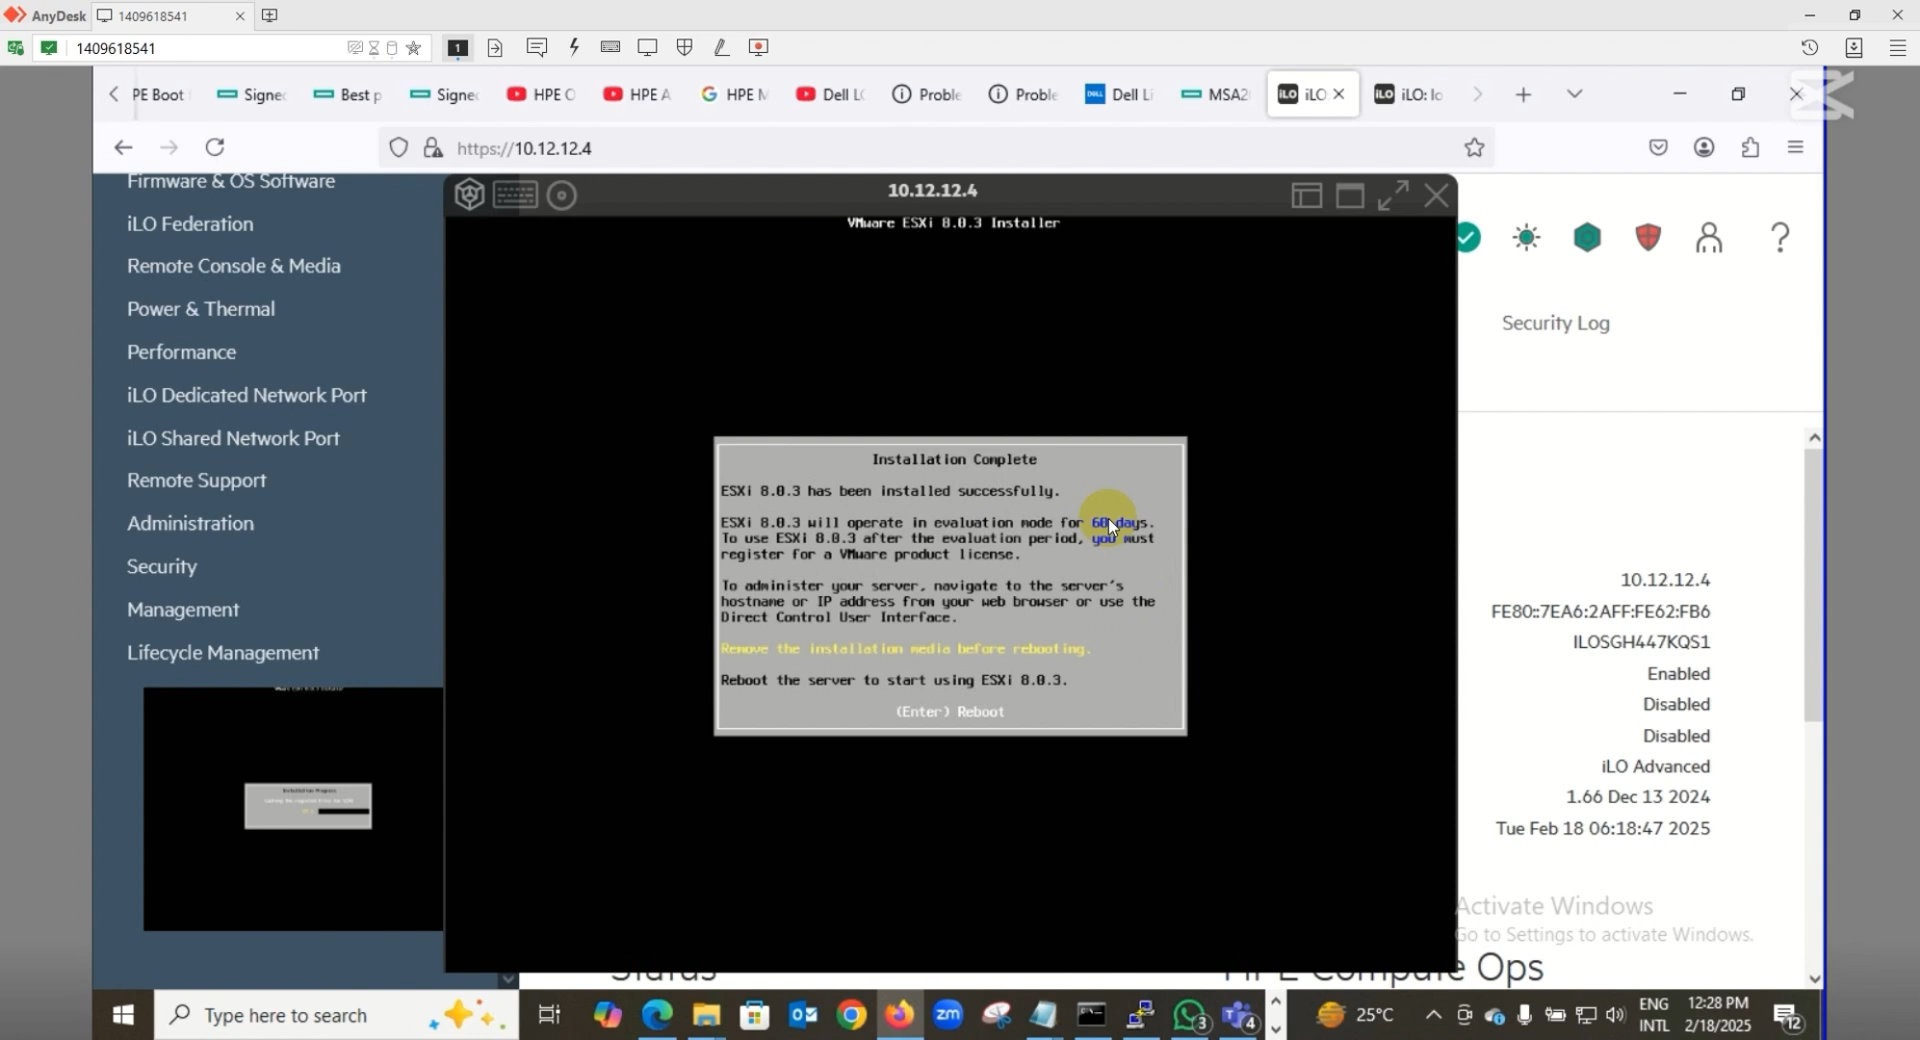 AnyDesk
1409618541
1409618541
1
PE Boot
Signe
Best p
Signe
HPE O
HPE A
HPE M
Dell L
Proble
Proble
Dell Li
MSA2
iLO
iLO: lo
https://10.12.12.4
Firmware & OS Software
iLO Federation
Remote Console & Media
Power & Thermal
Performance
iLO Dedicated Network Port
iLO Shared Network Port
Remote Support
Administration
Security
Management
Lifecycle Management
10.12.12.4
VMware ESXi 8.0.3 Installer
Installation Complete
ESXi 8.0.3 has been installed successfully.
ESXi 8.0.3 will operate in evaluation mode for 60 days.
To use ESXi 8.0.3 after the evaluation period, you must
register for a VMware product license.
To administer your server, navigate to the server's
hostname or IP address from your web browser or use the
Direct Control User Interface.
Remove the installation media before rebooting.
Reboot the server to start using ESXi 8.0.3.
(Enter) Reboot
Installation Progress
Security Log
10.12.12.4
FE80::7EA6:2AFF:FE62:FB6
ILOSGH447KQS1
Enabled
Disabled
Disabled
iLO Advanced
1.66 Dec 13 2024
Tue Feb 18 06:18:47 2025
Activate Windows
Go to Settings to activate Windows.
Status
HPE Compute Ops
Type here to search
zm
3
4
25°C
ENG
INTL
12:28 PM
2/18/2025
12